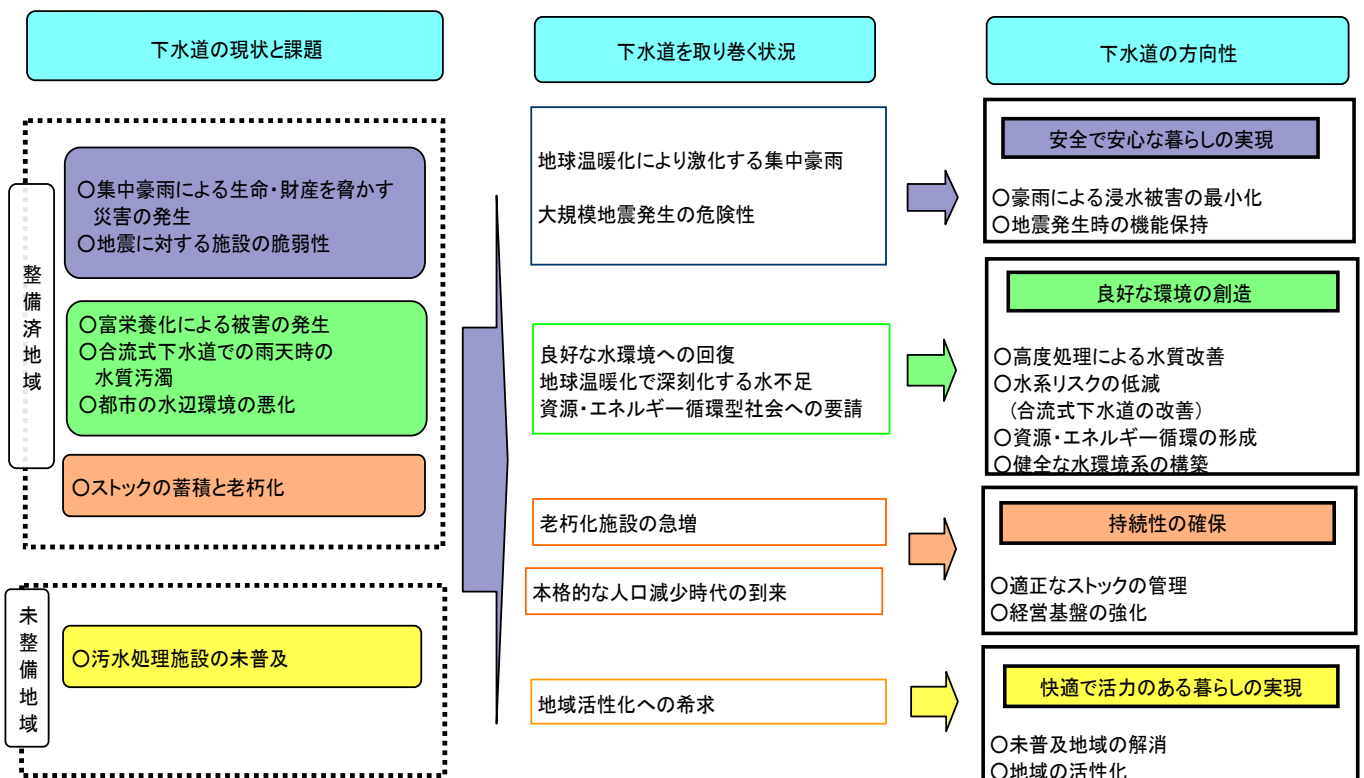 下水道の現状と課題
整備済地域
〇集中豪雨による生命・財産を脅かす
災害の発生
〇地震に対する施設の脆弱性
〇富栄養化による被害の発生
〇合流式下水道での雨天時の
水質汚濁
〇都市の水辺環境の悪化
〇ストックの蓄積と老朽化
未整備地域
〇汚水処理施設の未普及
下水道を取り巻く状況
地球温暖化により激化する集中豪雨
大規模地震発生の危険性
良好な水環境への回復
地球温暖化で深刻化する水不足
資源・エネルギー循環型社会への要請
老朽化施設の急増
本格的な人口減少時代の到来
地域活性化への希求
下水道の方向性
安全で安心な暮らしの実現
〇豪雨による浸水被害の最小化
〇地震発生時の機能保持
良好な環境の創造
〇高度処理による水質改善
〇水系リスクの低減
（合流式下水道の改善）
〇資源・エネルギー循環の形成
〇健全な水環境系の構築
持続性の確保
〇適正なストックの管理
〇経営基盤の強化
快適で活力のある暮らしの実現
〇未普及地域の解消
〇地域の活性化